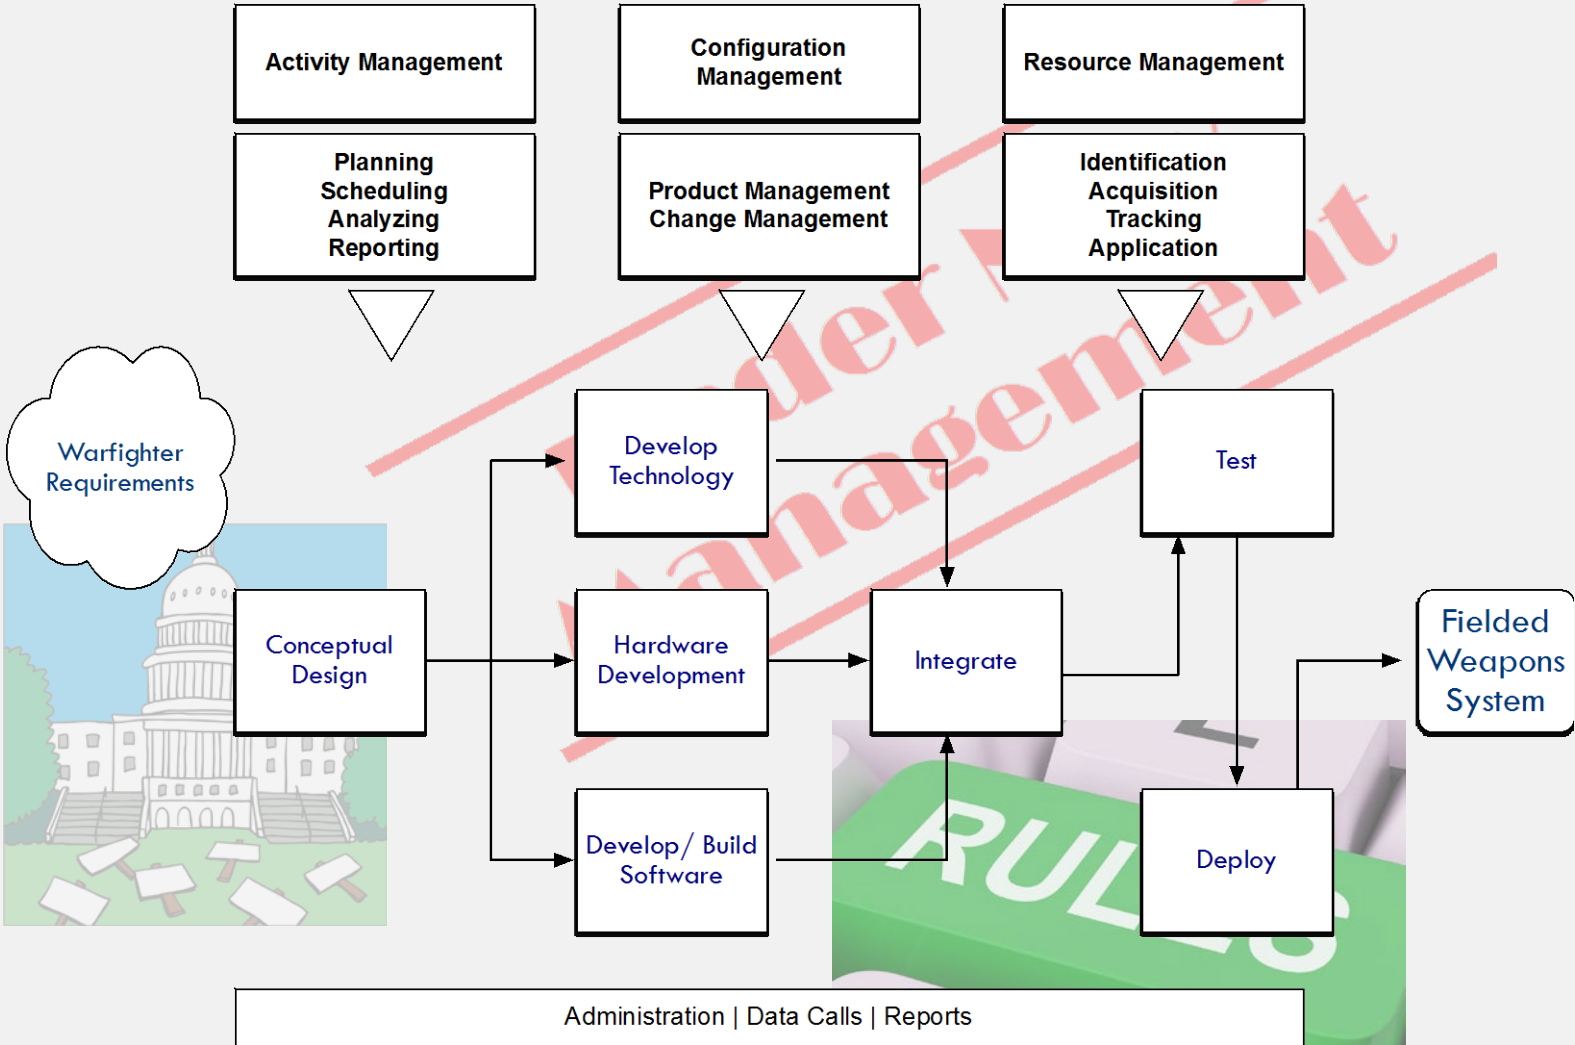 Activity Management
Configuration
Management
Resource Management
Planning
Scheduling
Analyzing
Reporting
Product Management
Change Management
Identification
Acquisition
Tracking
Application
Management
Warfighter
Requirements
Develop
Technology
Test
Conceptual
Design
Hardware
Development
Integrate
Fielded
Weapons
System
Develop/ Build
Software
RULES
Deploy
Administration | Data Calls | Reports